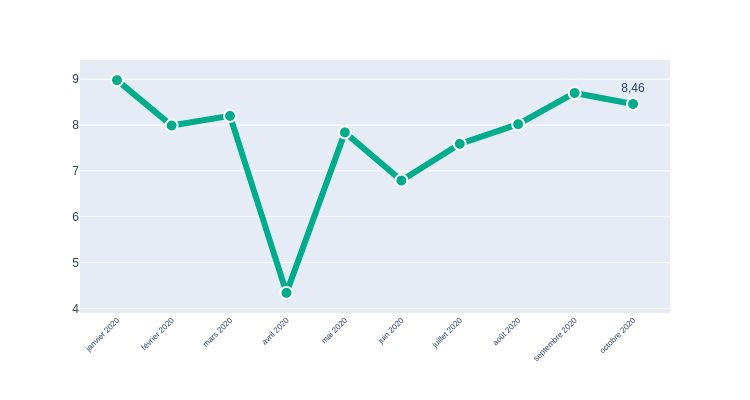 9
8,46
8
7
6
5
4
janvier 2020
février 2020
mars 2020
avril 2020
mai 2020
juin 2020
juillet 2020
août 2020
septembre 2020
octobre 2020